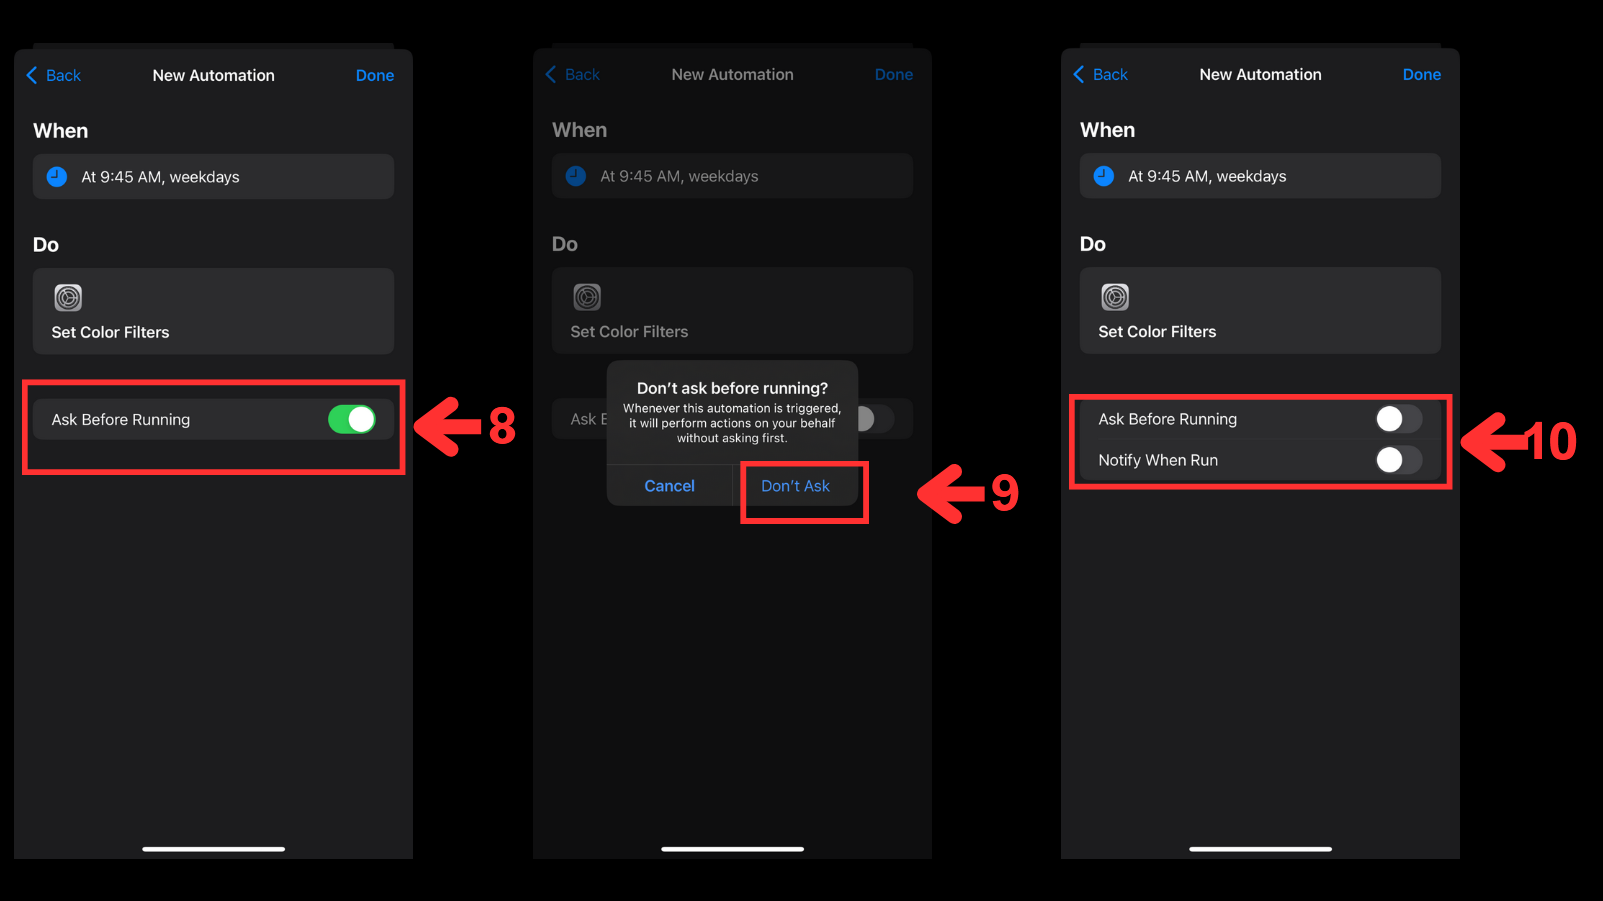 Back New Automation Done
When
At 9:45 AM, weekdays
Do
Set Color Filters
Ask Before Running
8
Back New Automation Done
When
At 9:45 AM, weekdays
Do
Set Color Filters
Ask B
Don't ask before running?
Whenever this automation is triggered,
it will perform actions on your behalf
without asking first.
Cancel Don't Ask
9
Back New Automation Done
When
At 9:45 AM, weekdays
Do
Set Color Filters
Ask Before Running
Notify When Run
10